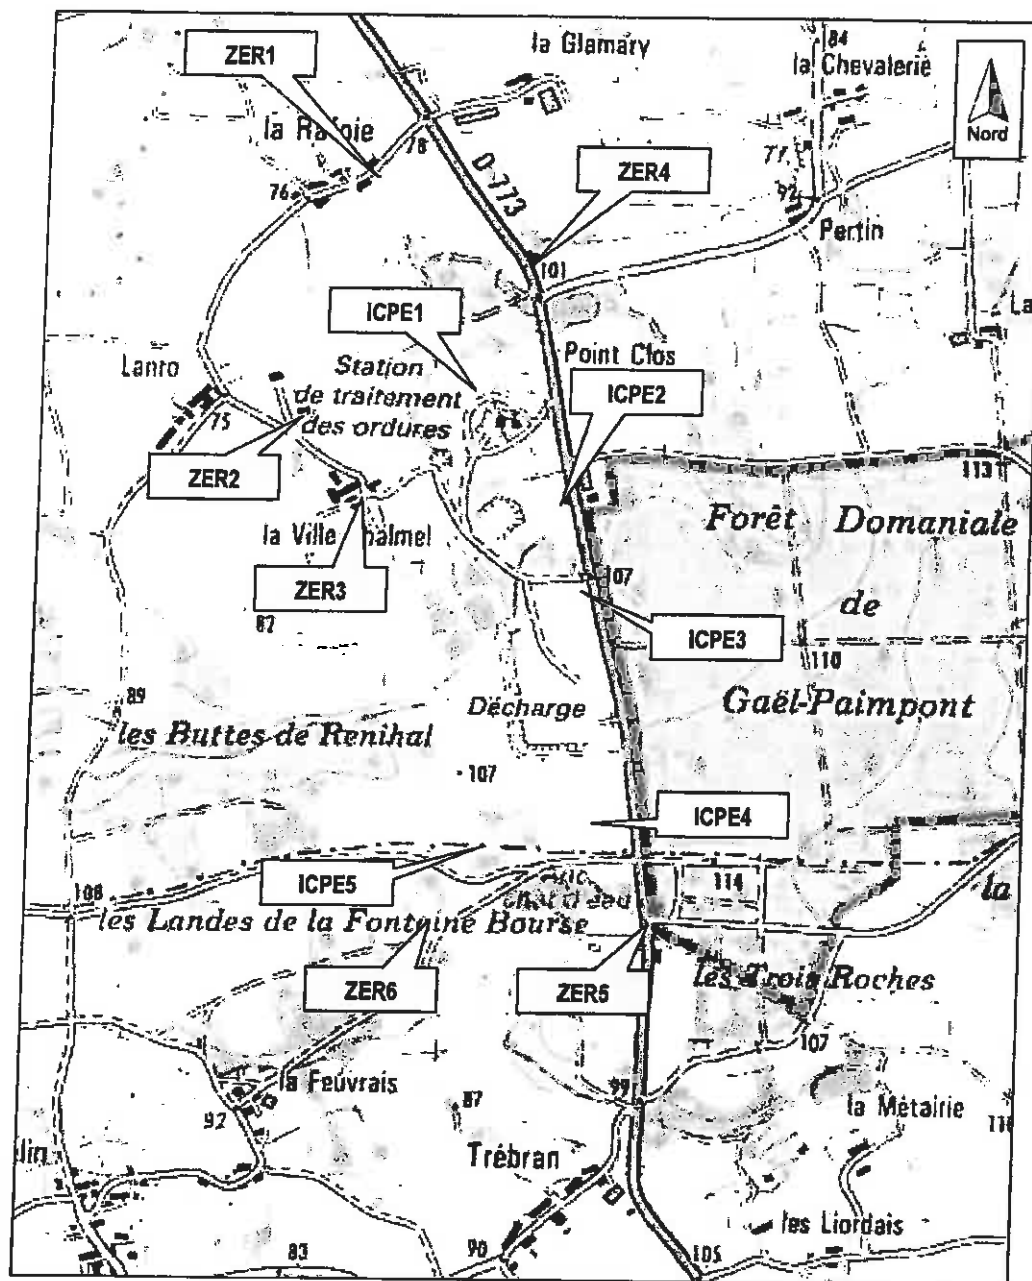 la Glamary
84
ZER1
la Chevalerie
Nord
la Rafoie
78
D 773
ZER4
77
76
92
Pertin
101
ICPE1
La
Point Clos
Lanro
Station
de traitement
des ordures
ICPE2
75
ZER2
113
Forêt Domaniale
la Ville
ZER3
107
de
82
ICPE3
110
89
Gaël-Paimpont
Décharge
les Buttes de Renihal
107
ICPE4
ICPE5
108
114
la
les Landes de la Fontaine Bourse
ZER6
ZER5
les Trois Roches
107
la Feuvrais
99
87
92
la Métairie
Trébran
les Liordais
83
90
105